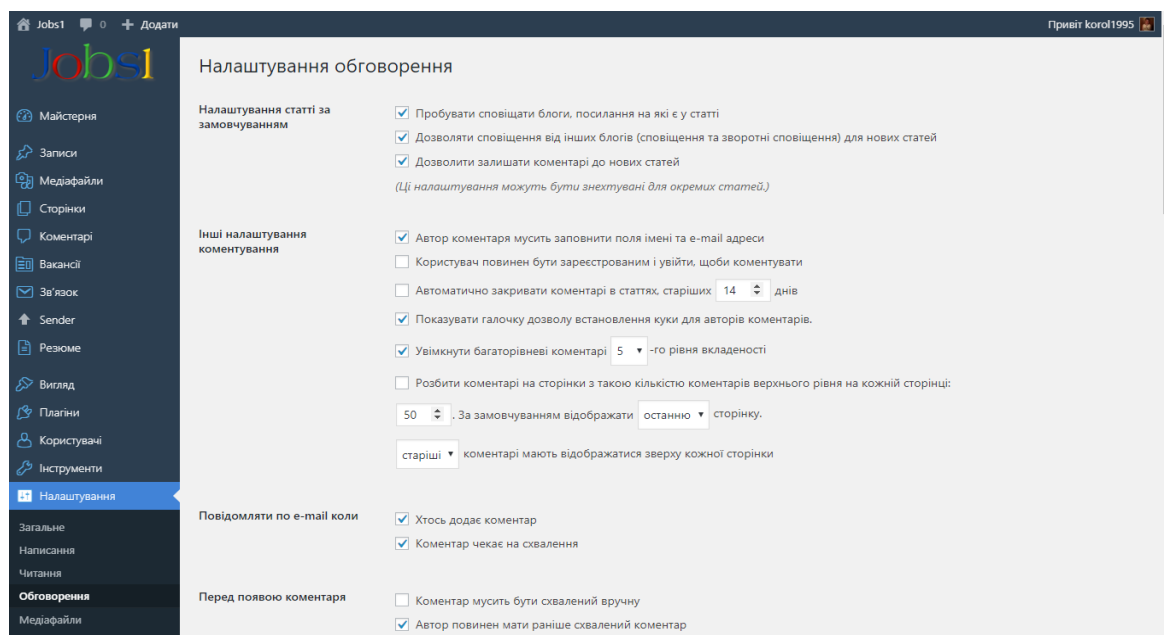 Jobs1 0 Додати Привіт korol1995
Jobs1
Майстерня
Записи
Медіафайли
Сторінки
Коментарі
Вакансії
Зв'язок
Sender
Резюме
Вигляд
Плагіни
Користувачі
Інструменти
Налаштування
Загальне
Написання
Читання
Обговорення
Медіафайли
Налаштування обговорення
Налаштування статті за
замовчуванням
Пробувати сповіщати блоги, посилання на які є у статті
Дозволяти сповіщення від інших блогів (сповіщення та зворотні сповіщення) для нових статей
Дозволити залишати коментарі до нових статей
(Ці налаштування можуть бути знехтувані для окремих статей.)
Інші налаштування
коментування
Автор коментаря мусить заповнити поля імені та e-mail адреси
Користувач повинен бути зареєстрованим і увійти, щоби коментувати
Автоматично закривати коментарі в статтях, старіших 14 днів
Показувати галочку дозволу встановлення куки для авторів коментарів.
Увімкнути багаторівневі коментарі 5 -го рівня вкладеності
Розбити коментарі на сторінки з такою кількістю коментарів верхнього рівня на кожній сторінці:
50 . За замовчуванням відображати останню сторінку.
старіші коментарі мають відображатися зверху кожної сторінки
Повідомляти по e-mail коли
Хтось додає коментар
Коментар чекає на схвалення
Перед появою коментаря
Коментар мусить бути схвалений вручну
Автор повинен мати раніше схвалений коментар